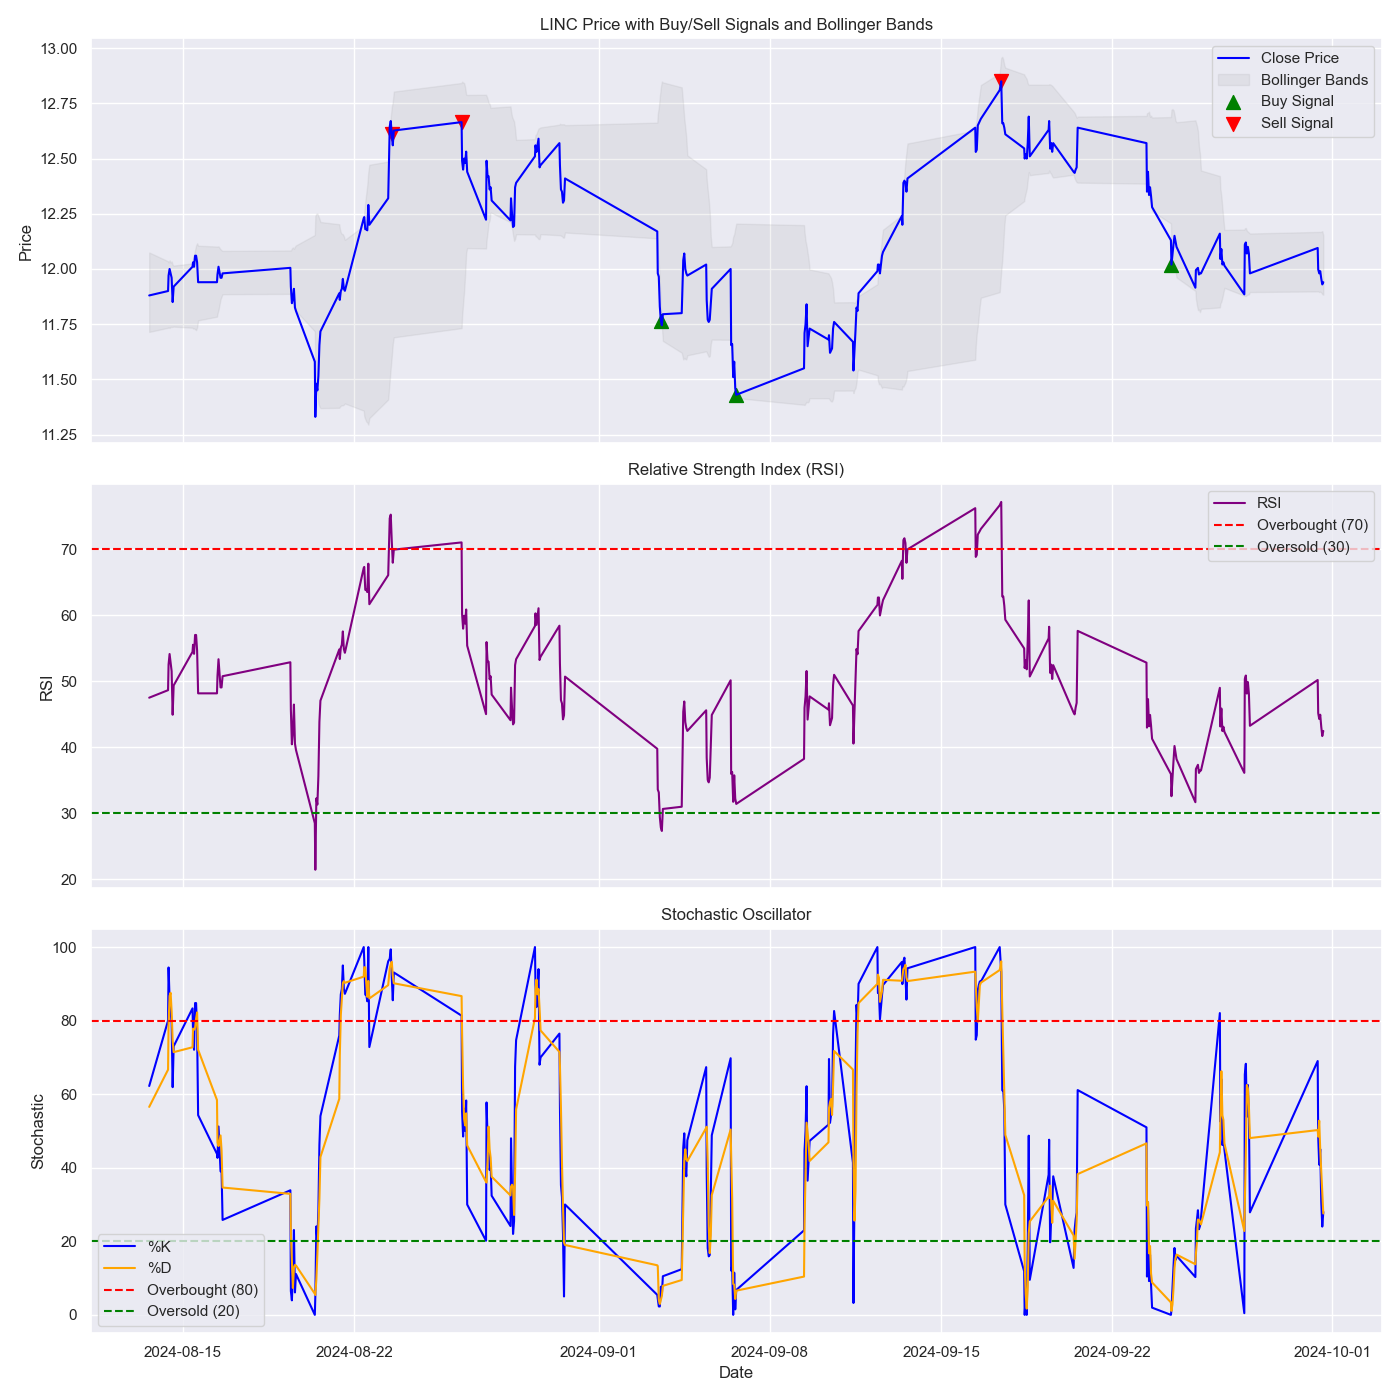 LINC Price with Buy/Sell Signals and Bollinger Bands
13.00
12.75
12.50
12.25
12.00
11.75
11.50
11.25
Price
Close Price
Bollinger Bands
Buy Signal
Sell Signal
Relative Strength Index (RSI)
70
60
50
40
30
20
RSI
RSI
Overbought (70)
Oversold (30)
Stochastic Oscillator
100
80
60
40
20
0
Stochastic
%K
%D
Overbought (80)
Oversold (20)
2024-08-15
2024-08-22
2024-09-01
2024-09-08
2024-09-15
2024-09-22
2024-10-01
Date